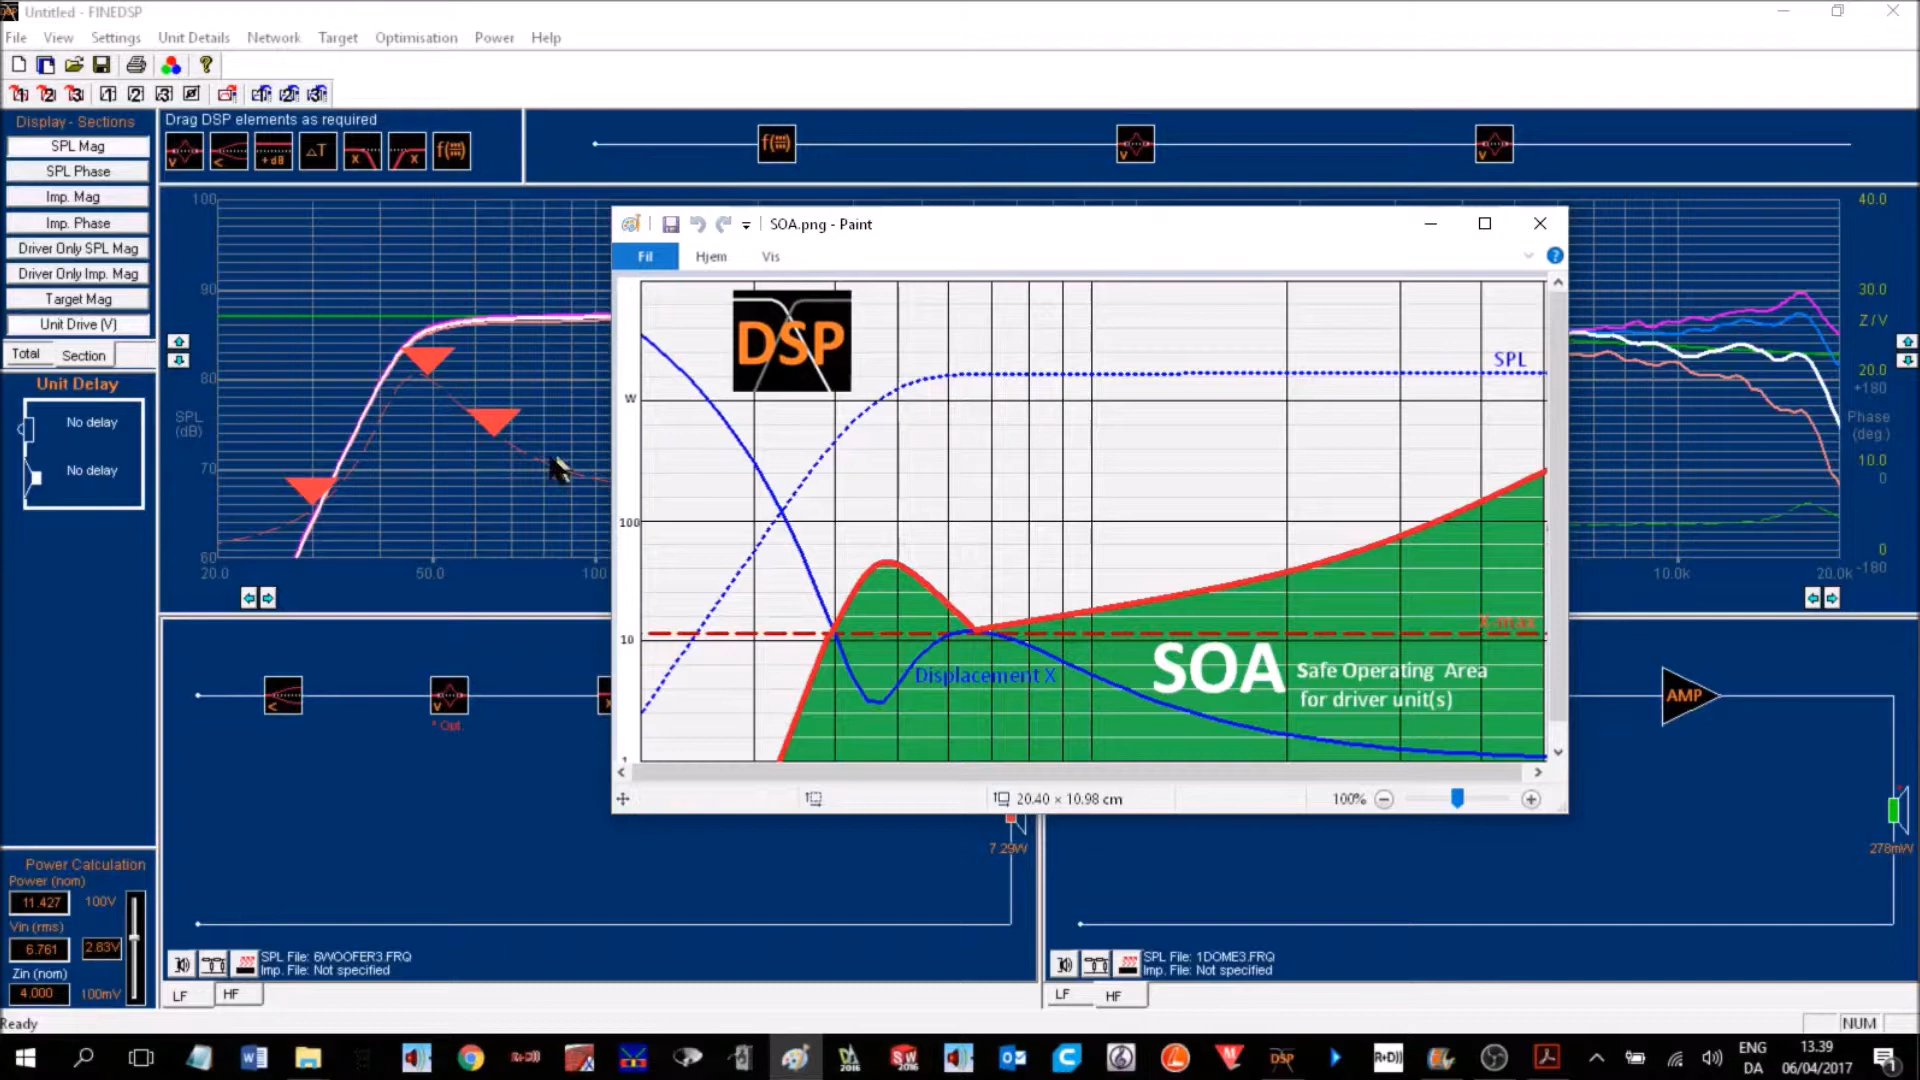 Untitled - FINEDSP
File View Settings Unit Details Network Target Optimisation Power Help
Display - Sections
SPL Mag
SPL Phase
Imp. Mag
Imp. Phase
Driver Only SPL Mag
Driver Only Imp. Mag
Target Mag
Unit Drive (V)
Total Section
Unit Delay
No delay
No delay
Drag DSP elements as required
+dB ΔT X X f(
f( V V
100
90
80
SPL
(dB)
70
60
20.0 50.0 100
SOA.png - Paint
Fil Hjem Vis
DSP
SPL
W
100
10
1
X-max
Displacement X
SOA Safe Operating Area
for driver unit(s)
20.40 × 10.98 cm 100%
40.0
30.0
Z / V
20.0
+180
Phase
(deg.)
10.0
0
0
-180
10.0k 20.0k
* Opt.
AMP
7.29W
278mW
Power Calculation
Power (nom)
11.427 100V
Vin (rms)
6.761 2.83V
Zin (nom)
4.000 100mV
SPL File: 6WOOFER3.FRQ
Imp. File: Not specified
LF HF
SPL File: 1DOME3.FRQ
Imp. File: Not specified
LF HF
Ready NUM
ENG
DA
13.39
06/04/2017